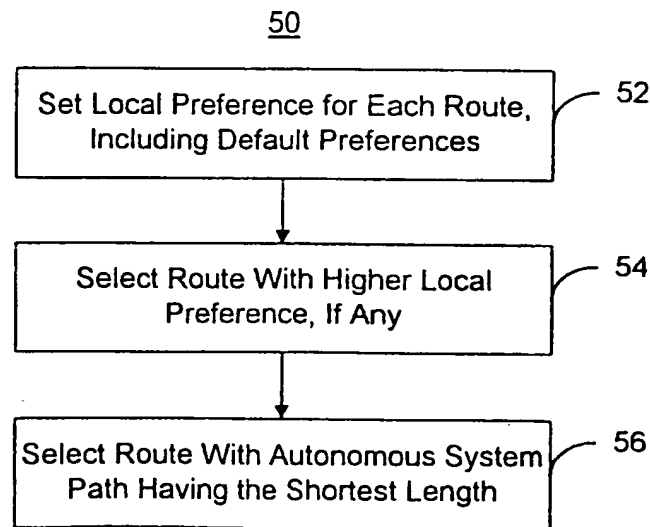 50
Set Local Preference for Each Route,
Including Default Preferences
52
Select Route With Higher Local
Preference, If Any
54
Select Route With Autonomous System
Path Having the Shortest Length
56